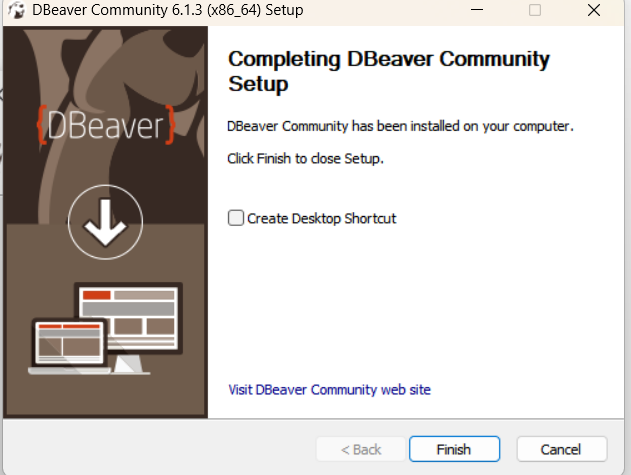 DBeaver Community 6.1.3 (x86_64) Setup
{DBeaver}
Completing DBeaver Community
Setup
DBeaver Community has been installed on your computer.
Click Finish to close Setup.
Create Desktop Shortcut
Visit DBeaver Community web site
< Back
Finish
Cancel